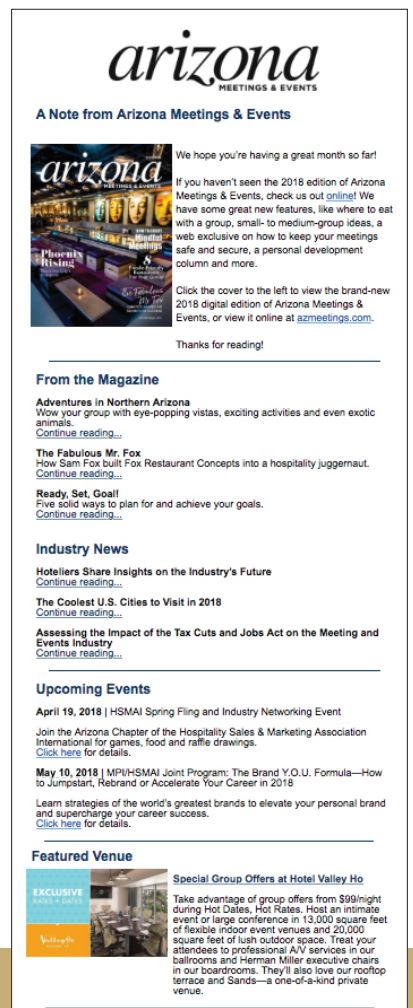 arizona
MEETINGS & EVENTS
A Note from Arizona Meetings & Events
arizona
MEETINGS & EVENTS
Mindful
Meetings
Phoenix
Rising
8
We hope you're having a great month so far!
If you haven't seen the 2018 edition of Arizona
Meetings & Events, check us out online! We
have some great new features, like where to eat
with a group, small- to medium-group ideas, a
web exclusive on how to keep your meetings
safe and secure, a personal development
column and more.
Click the cover to the left to view the brand-new
2018 digital edition of Arizona Meetings &
Events, or view it online at azmeetings.com.
Thanks for reading!
From the Magazine
Adventures in Northern Arizona
Wow your group with eye-popping vistas, exciting activities and even exotic
animals.
Continue reading...
The Fabulous Mr. Fox
How Sam Fox built Fox Restaurant Concepts into a hospitality juggernaut.
Continue reading...
Ready, Set, Goal!
Five solid ways to plan for and achieve your goals.
Continue reading...
Industry News
Hoteliers Share Insights on the Industry's Future
Continue reading...
The Coolest U.S. Cities to Visit in 2018
Continue reading...
Assessing the Impact of the Tax Cuts and Jobs Act on the Meeting and
Events Industry
Continue reading...
Upcoming Events
April 19, 2018 | HSMAI Spring Fling and Industry Networking Event
Join the Arizona Chapter of the Hospitality Sales & Marketing Association
International for games, food and raffle drawings.
Click here for details.
May 10, 2018 | MPI/HSMAI Joint Program: The Brand Y.O.U. Formula—How
to Jumpstart, Rebrand or Accelerate Your Career in 2018
Learn strategies of the world's greatest brands to elevate your personal brand
and supercharge your career success.
Click here for details.
Featured Venue
EXCLUSIVE
RATES + DATES
ValleyHo
Special Group Offers at Hotel Valley Ho
Take advantage of group offers from $99/night
during Hot Dates, Hot Rates. Host an intimate
event or large conference in 13,000 square feet
of flexible indoor event venues and 20,000
square feet of lush outdoor space. Treat your
attendees to professional A/V services in our
ballrooms and Herman Miller executive chairs
in our boardrooms. They'll also love our rooftop
terrace and Sands—a one-of-a-kind private
venue.